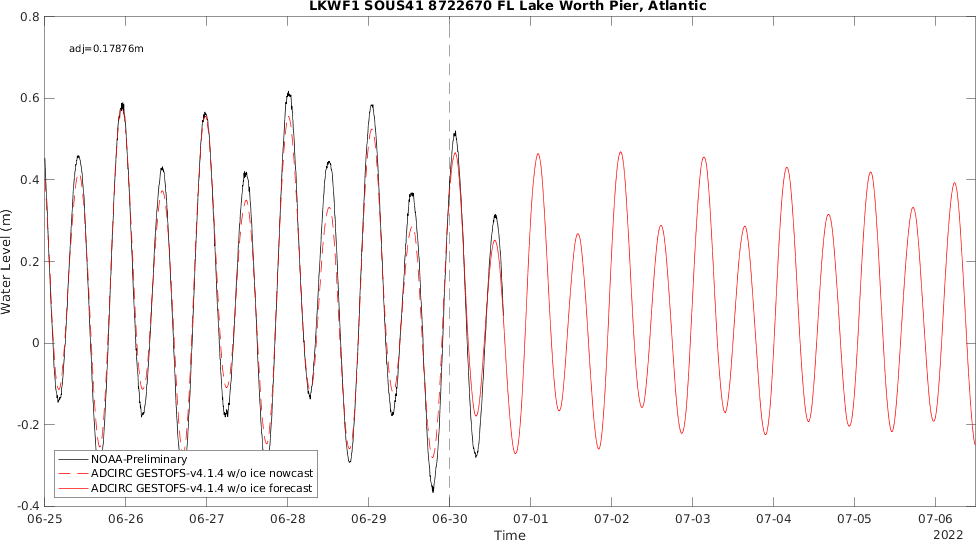 LKWF1 SOUS41 8722670 FL Lake Worth Pier, Atlantic
adj=0.17876m
0.8
0.6
0.4
0.2
0
-0.2
-0.4
Water Level (m)
NOAA-Preliminary
ADCIRC GESTOFS-v4.1.4 w/o ice nowcast
ADCIRC GESTOFS-v4.1.4 w/o ice forecast
06-25 06-26 06-27 06-28 06-29 06-30 07-01 07-02 07-03 07-04 07-05 07-06
Time
2022